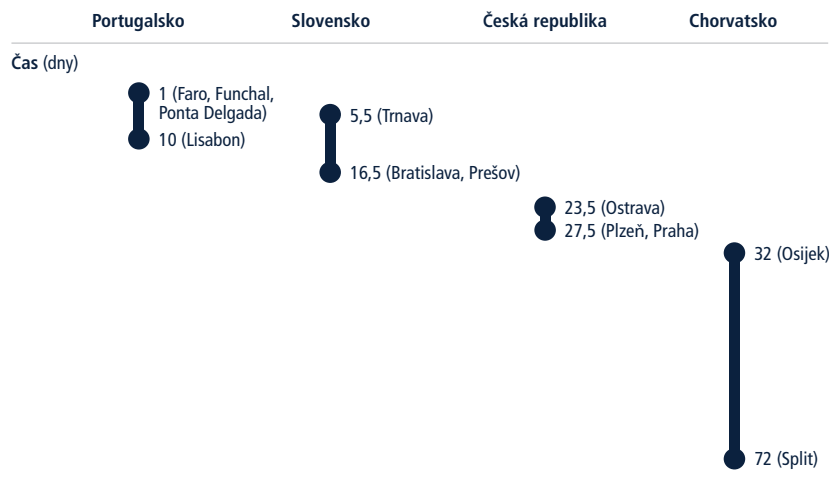 Portugalsko Slovensko Česká republika Chorvatsko
Čas (dny)
1 (Faro, Funchal,
Ponta Delgada)
10 (Lisabon)
5,5 (Trnava)
16,5 (Bratislava, Prešov)
23,5 (Ostrava)
27,5 (Plzeň, Praha)
32 (Osijek)
72 (Split)